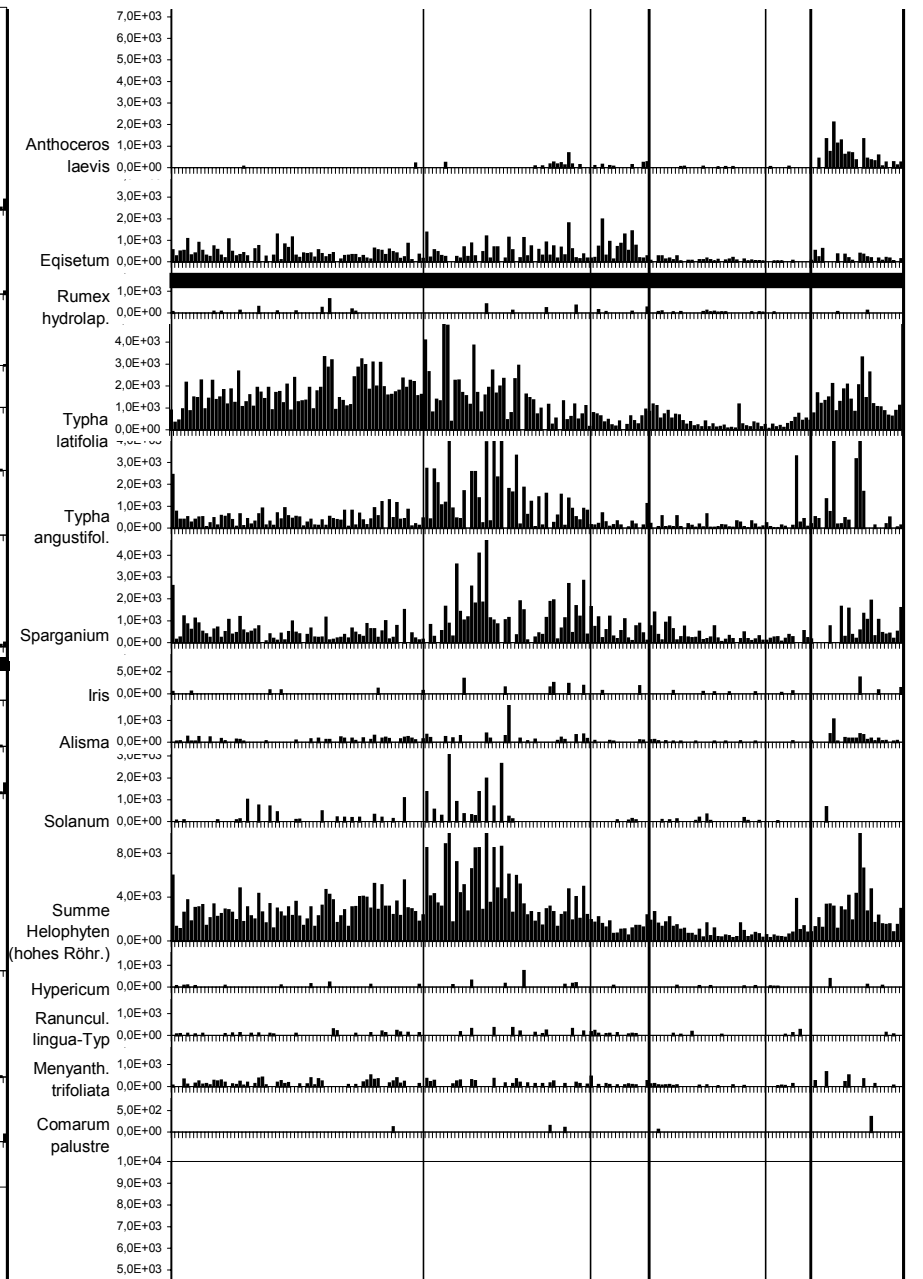 7,0E+03
6,0E+03
5,0E+03
4,0E+03
3,0E+03
2,0E+03
1,0E+03
0,0E+00
Anthoceros
laevis
3,0E+03
2,0E+03
1,0E+03
0,0E+00
Eqisetum
1,0E+03
0,0E+00
Rumex
hydrolap.
4,0E+03
3,0E+03
2,0E+03
1,0E+03
0,0E+00
Typha
latifolia
4,0E+03
3,0E+03
2,0E+03
1,0E+03
0,0E+00
Typha
angustifol.
4,0E+03
3,0E+03
2,0E+03
1,0E+03
0,0E+00
Sparganium
5,0E+02
0,0E+00
Iris
1,0E+03
0,0E+00
Alisma
3,0E+03
2,0E+03
1,0E+03
0,0E+00
Solanum
8,0E+03
4,0E+03
0,0E+00
Summe
Helophyten
(hohes Röhr.)
1,0E+03
0,0E+00
Hypericum
1,0E+03
0,0E+00
Ranuncul.
lingua-Typ
1,0E+03
0,0E+00
Menyanth.
trifoliata
5,0E+02
0,0E+00
Comarum
palustre
1,0E+04
9,0E+03
8,0E+03
7,0E+03
6,0E+03
5,0E+03